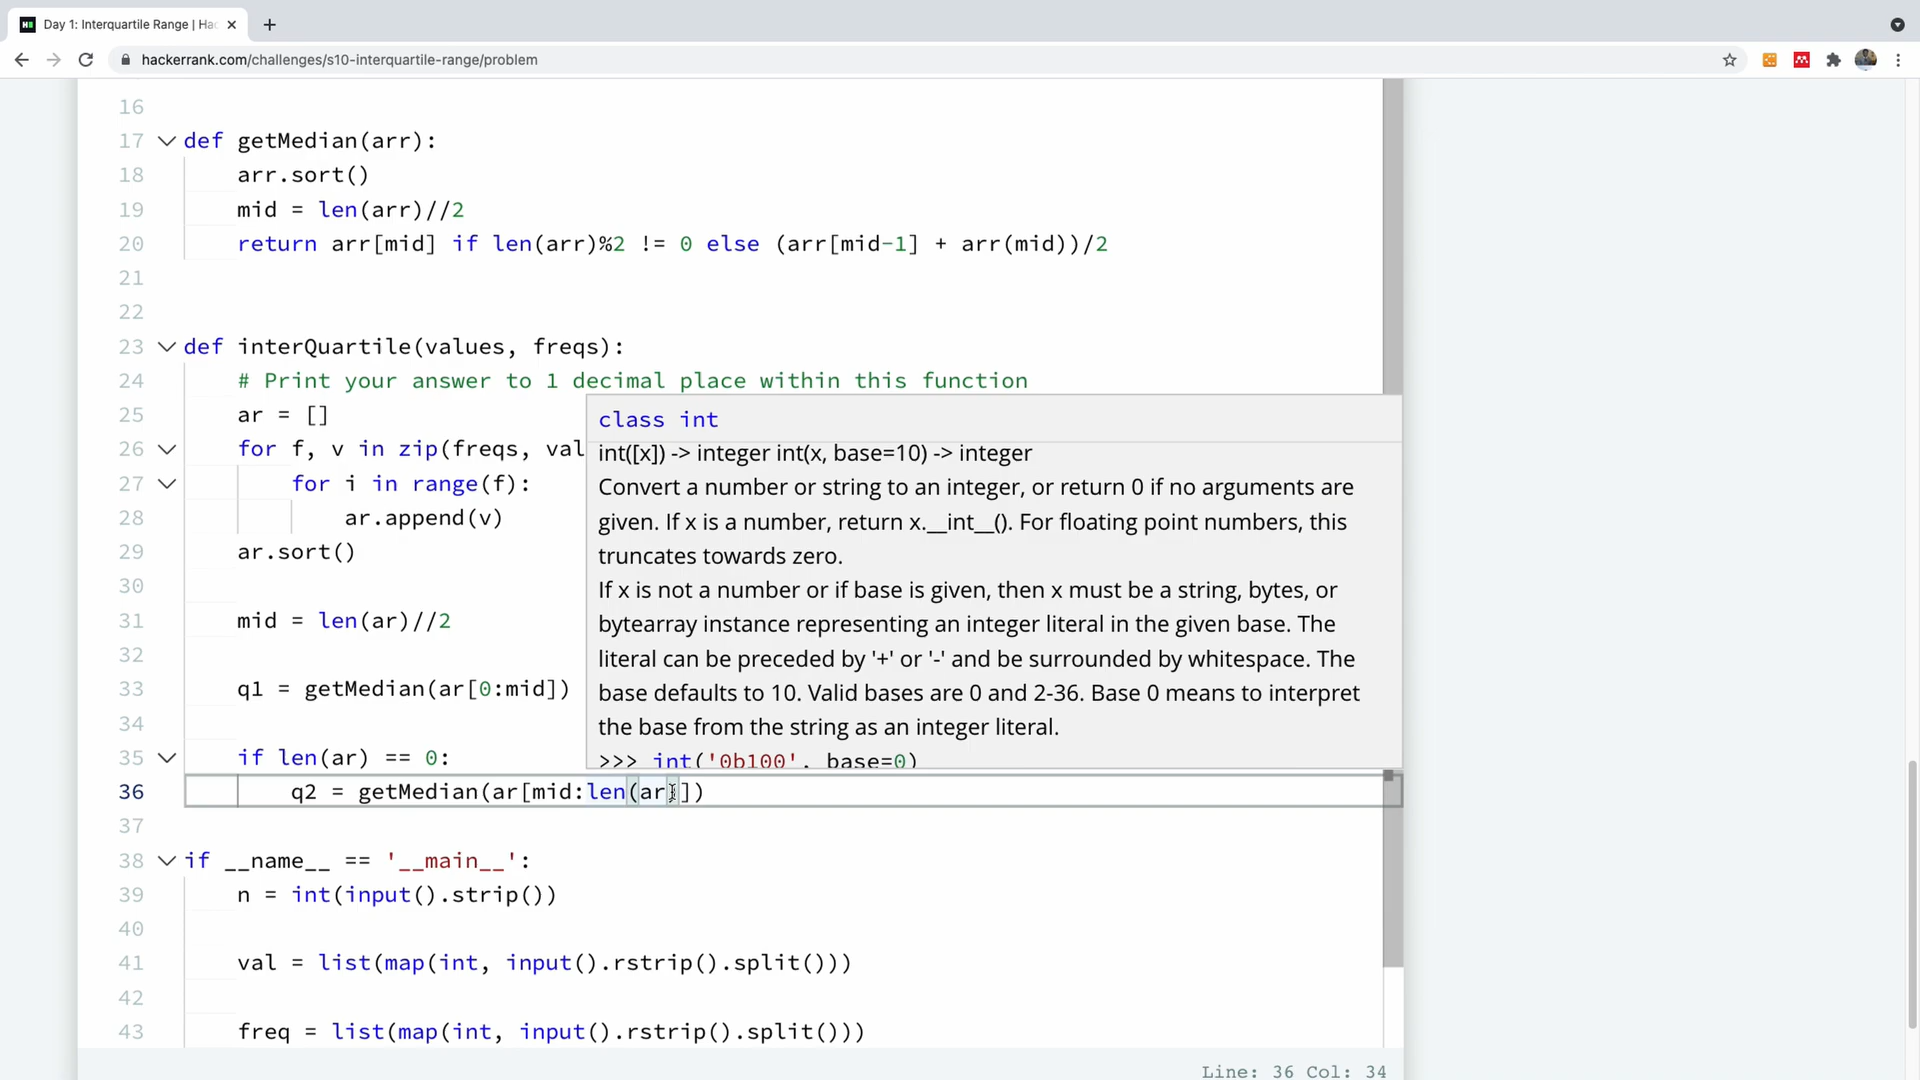 Day 1: Interquartile Range | Hac
hackerrank.com/challenges/s10-interquartile-range/problem
16
17 def getMedian(arr):
18 arr.sort()
19 mid = len(arr)//2
20 return arr[mid] if len(arr)%2 != 0 else (arr[mid-1] + arr(mid))/2
21
22
23 def interQuartile(values, freqs):
24 # Print your answer to 1 decimal place within this function
25 ar = []
26 for f, v in zip(freqs, val
27 for i in range(f):
28 ar.append(v)
29 ar.sort()
30
31 mid = len(ar)//2
32
33 q1 = getMedian(ar[0:mid])
34
35 if len(ar) == 0:
36 q2 = getMedian(ar[mid:len(ar)])
37
38 if __name__ == '__main__':
39 n = int(input().strip())
40
41 val = list(map(int, input().rstrip().split()))
42
43 freq = list(map(int, input().rstrip().split()))
class int
int([x]) -> integer int(x, base=10) -> integer
Convert a number or string to an integer, or return 0 if no arguments are
given. If x is a number, return x.__int__(). For floating point numbers, this
truncates towards zero.
If x is not a number or if base is given, then x must be a string, bytes, or
bytearray instance representing an integer literal in the given base. The
literal can be preceded by '+' or '-' and be surrounded by whitespace. The
base defaults to 10. Valid bases are 0 and 2-36. Base 0 means to interpret
the base from the string as an integer literal.
>>> int('0b100', base=0)
Line: 36 Col: 34